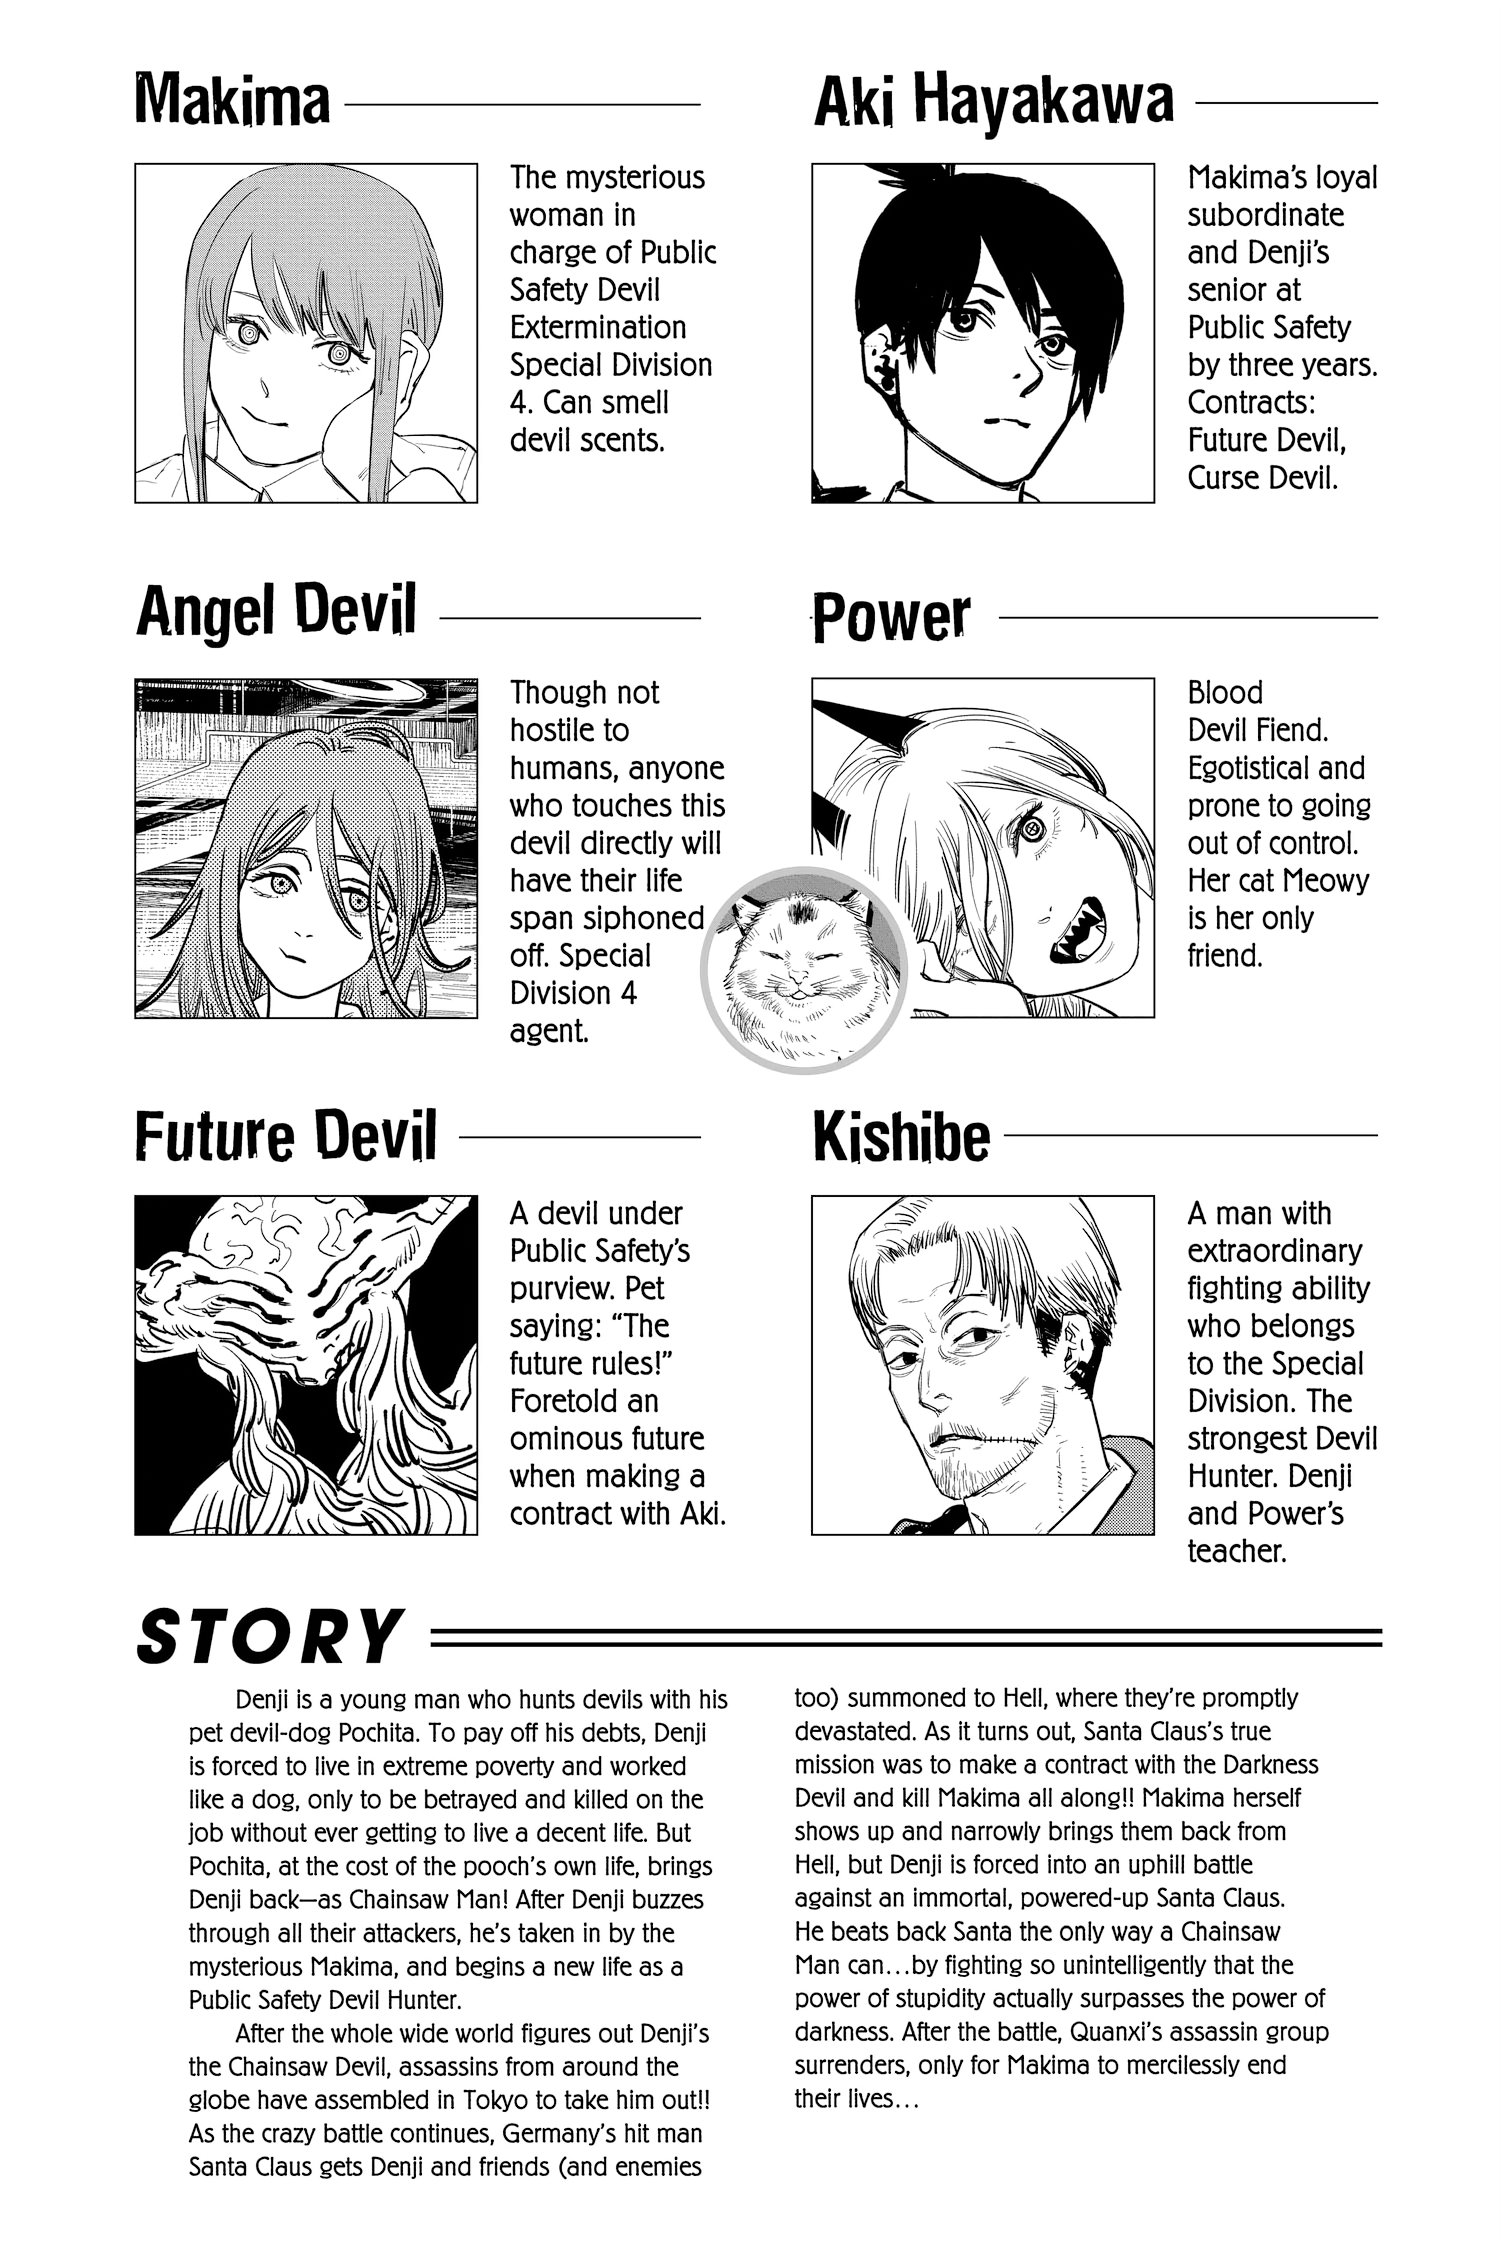 Makima
The mysterious
woman in
charge of Public
Safety Devil
Extermination
Special Division
4. Can smell
devil scents.
Aki Hayakawa
Makima's loyal
subordinate
and Denji's
senior at
Public Safety
by three years.
Contracts:
Future Devil,
Curse Devil.
Angel Devil
Though not
hostile to
humans, anyone
who touches this
devil directly will
have their life
span siphoned
off. Special
Division 4
agent.
Power
Blood
Devil Fiend.
Egotistical and
prone to going
out of control.
Her cat Meowy
is her only
friend.
Future Devil
A devil under
Public Safety's
purview. Pet
saying: “The
future rules!”
Foretold an
ominous future
when making a
contract with Aki.
Kishibe
A man with
extraordinary
fighting ability
who belongs
to the Special
Division. The
strongest Devil
Hunter. Denji
and Power's
teacher.
STORY
Denji is a young man who hunts devils with his
pet devil-dog Pochita. To pay off his debts, Denji
is forced to live in extreme poverty and worked
like a dog, only to be betrayed and killed on the
job without ever getting to live a decent life. But
Pochita, at the cost of the pooch's own life, brings
Denji back—as Chainsaw Man! After Denji buzzes
through all their attackers, he's taken in by the
mysterious Makima, and begins a new life as a
Public Safety Devil Hunter.
After the whole wide world figures out Denji's
the Chainsaw Devil, assassins from around the
globe have assembled in Tokyo to take him out!!
As the crazy battle continues, Germany's hit man
Santa Claus gets Denji and friends (and enemies
too) summoned to Hell, where they're promptly
devastated. As it turns out, Santa Claus's true
mission was to make a contract with the Darkness
Devil and kill Makima all along!! Makima herself
shows up and narrowly brings them back from
Hell, but Denji is forced into an uphill battle
against an immortal, powered-up Santa Claus.
He beats back Santa the only way a Chainsaw
Man can...by fighting so unintelligently that the
power of stupidity actually surpasses the power of
darkness. After the battle, Quanxi's assassin group
surrenders, only for Makima to mercilessly end
their lives...